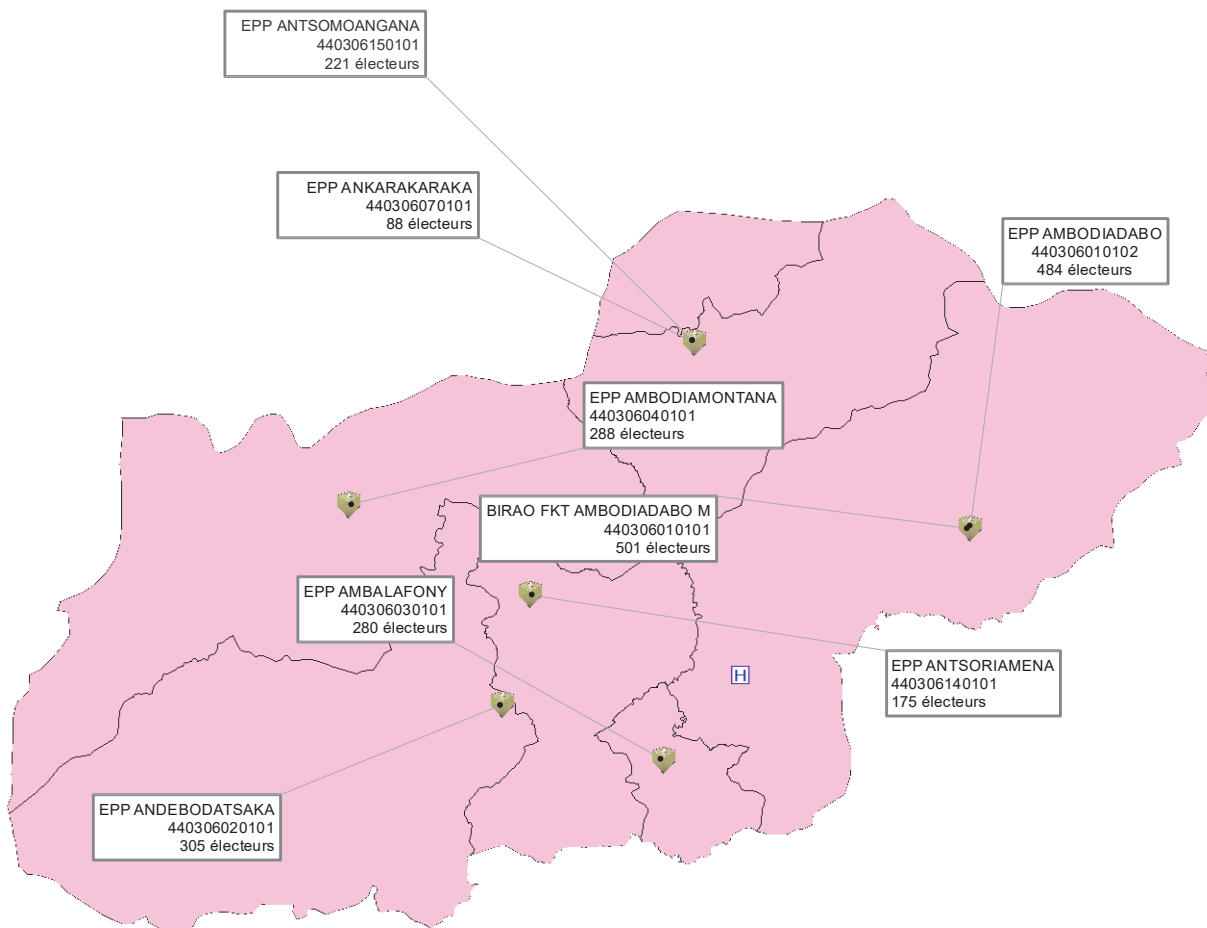 EPP ANTSOMOANGANA
440306150101
221 électeurs
EPP ANKARAKARAKA
440306070101
88 électeurs
EPP AMBODIADABO
440306010102
484 électeurs
EPP AMBODIAMONTANA
440306040101
288 électeurs
BIRAO FKT AMBODIADABO M
440306010101
501 électeurs
EPP AMBALAFONY
440306030101
280 électeurs
EPP ANTSORIAMENA
440306140101
175 électeurs
H
EPP ANDEBODATSAKA
440306020101
305 électeurs